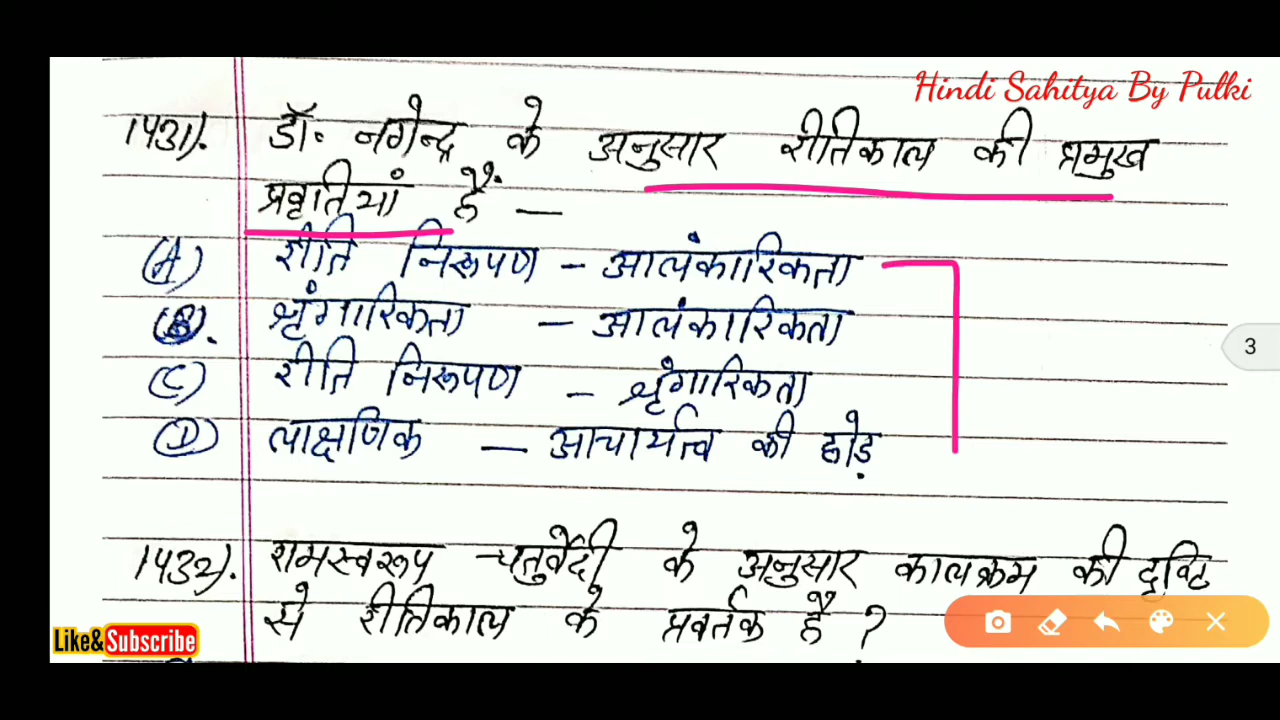 Hindi Sahitya By Pulki
1431). डॉ. नगेन्द्र के अनुसार रीतिकाल की प्रमुख
प्रवृतियां हैं —
(A) रीति निरूपण - आलंकारिकता
(B). श्रृंगारिकता - आलंकारिकता
(C) रीति निरूपण - श्रृंगारिकता
(D) लाक्षणिक — आचार्यत्व की होड़
3
1432). रामस्वरूप चतुर्वेदी के अनुसार कालक्रम की दृष्टि
से रीतिकाल के प्रवर्तक है ?
Like& Subscribe